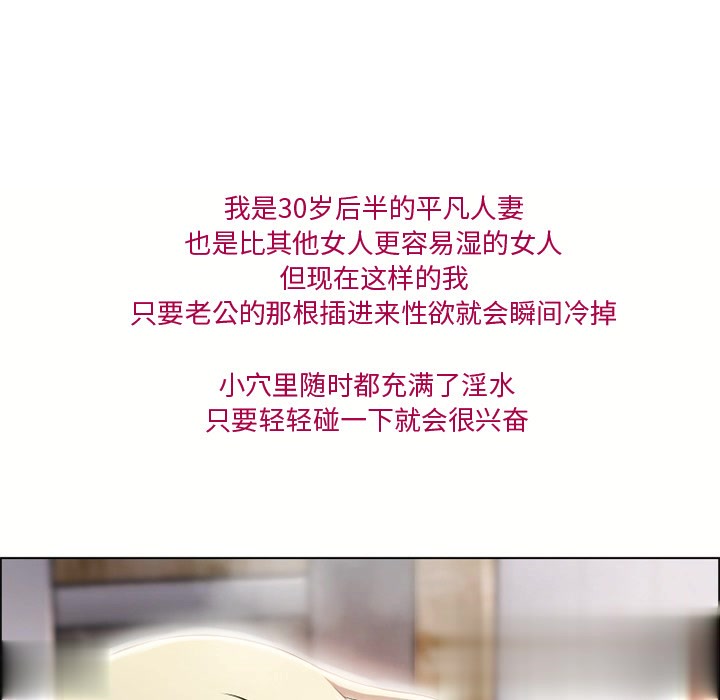 我是30岁后半的平凡人妻
也是比其他女人更容易湿的女人
但现在这样的我
只要老公的那根插进来性欲就会瞬间冷掉
小穴里随时都充满了淫水
只要轻轻碰一下就会很兴奋